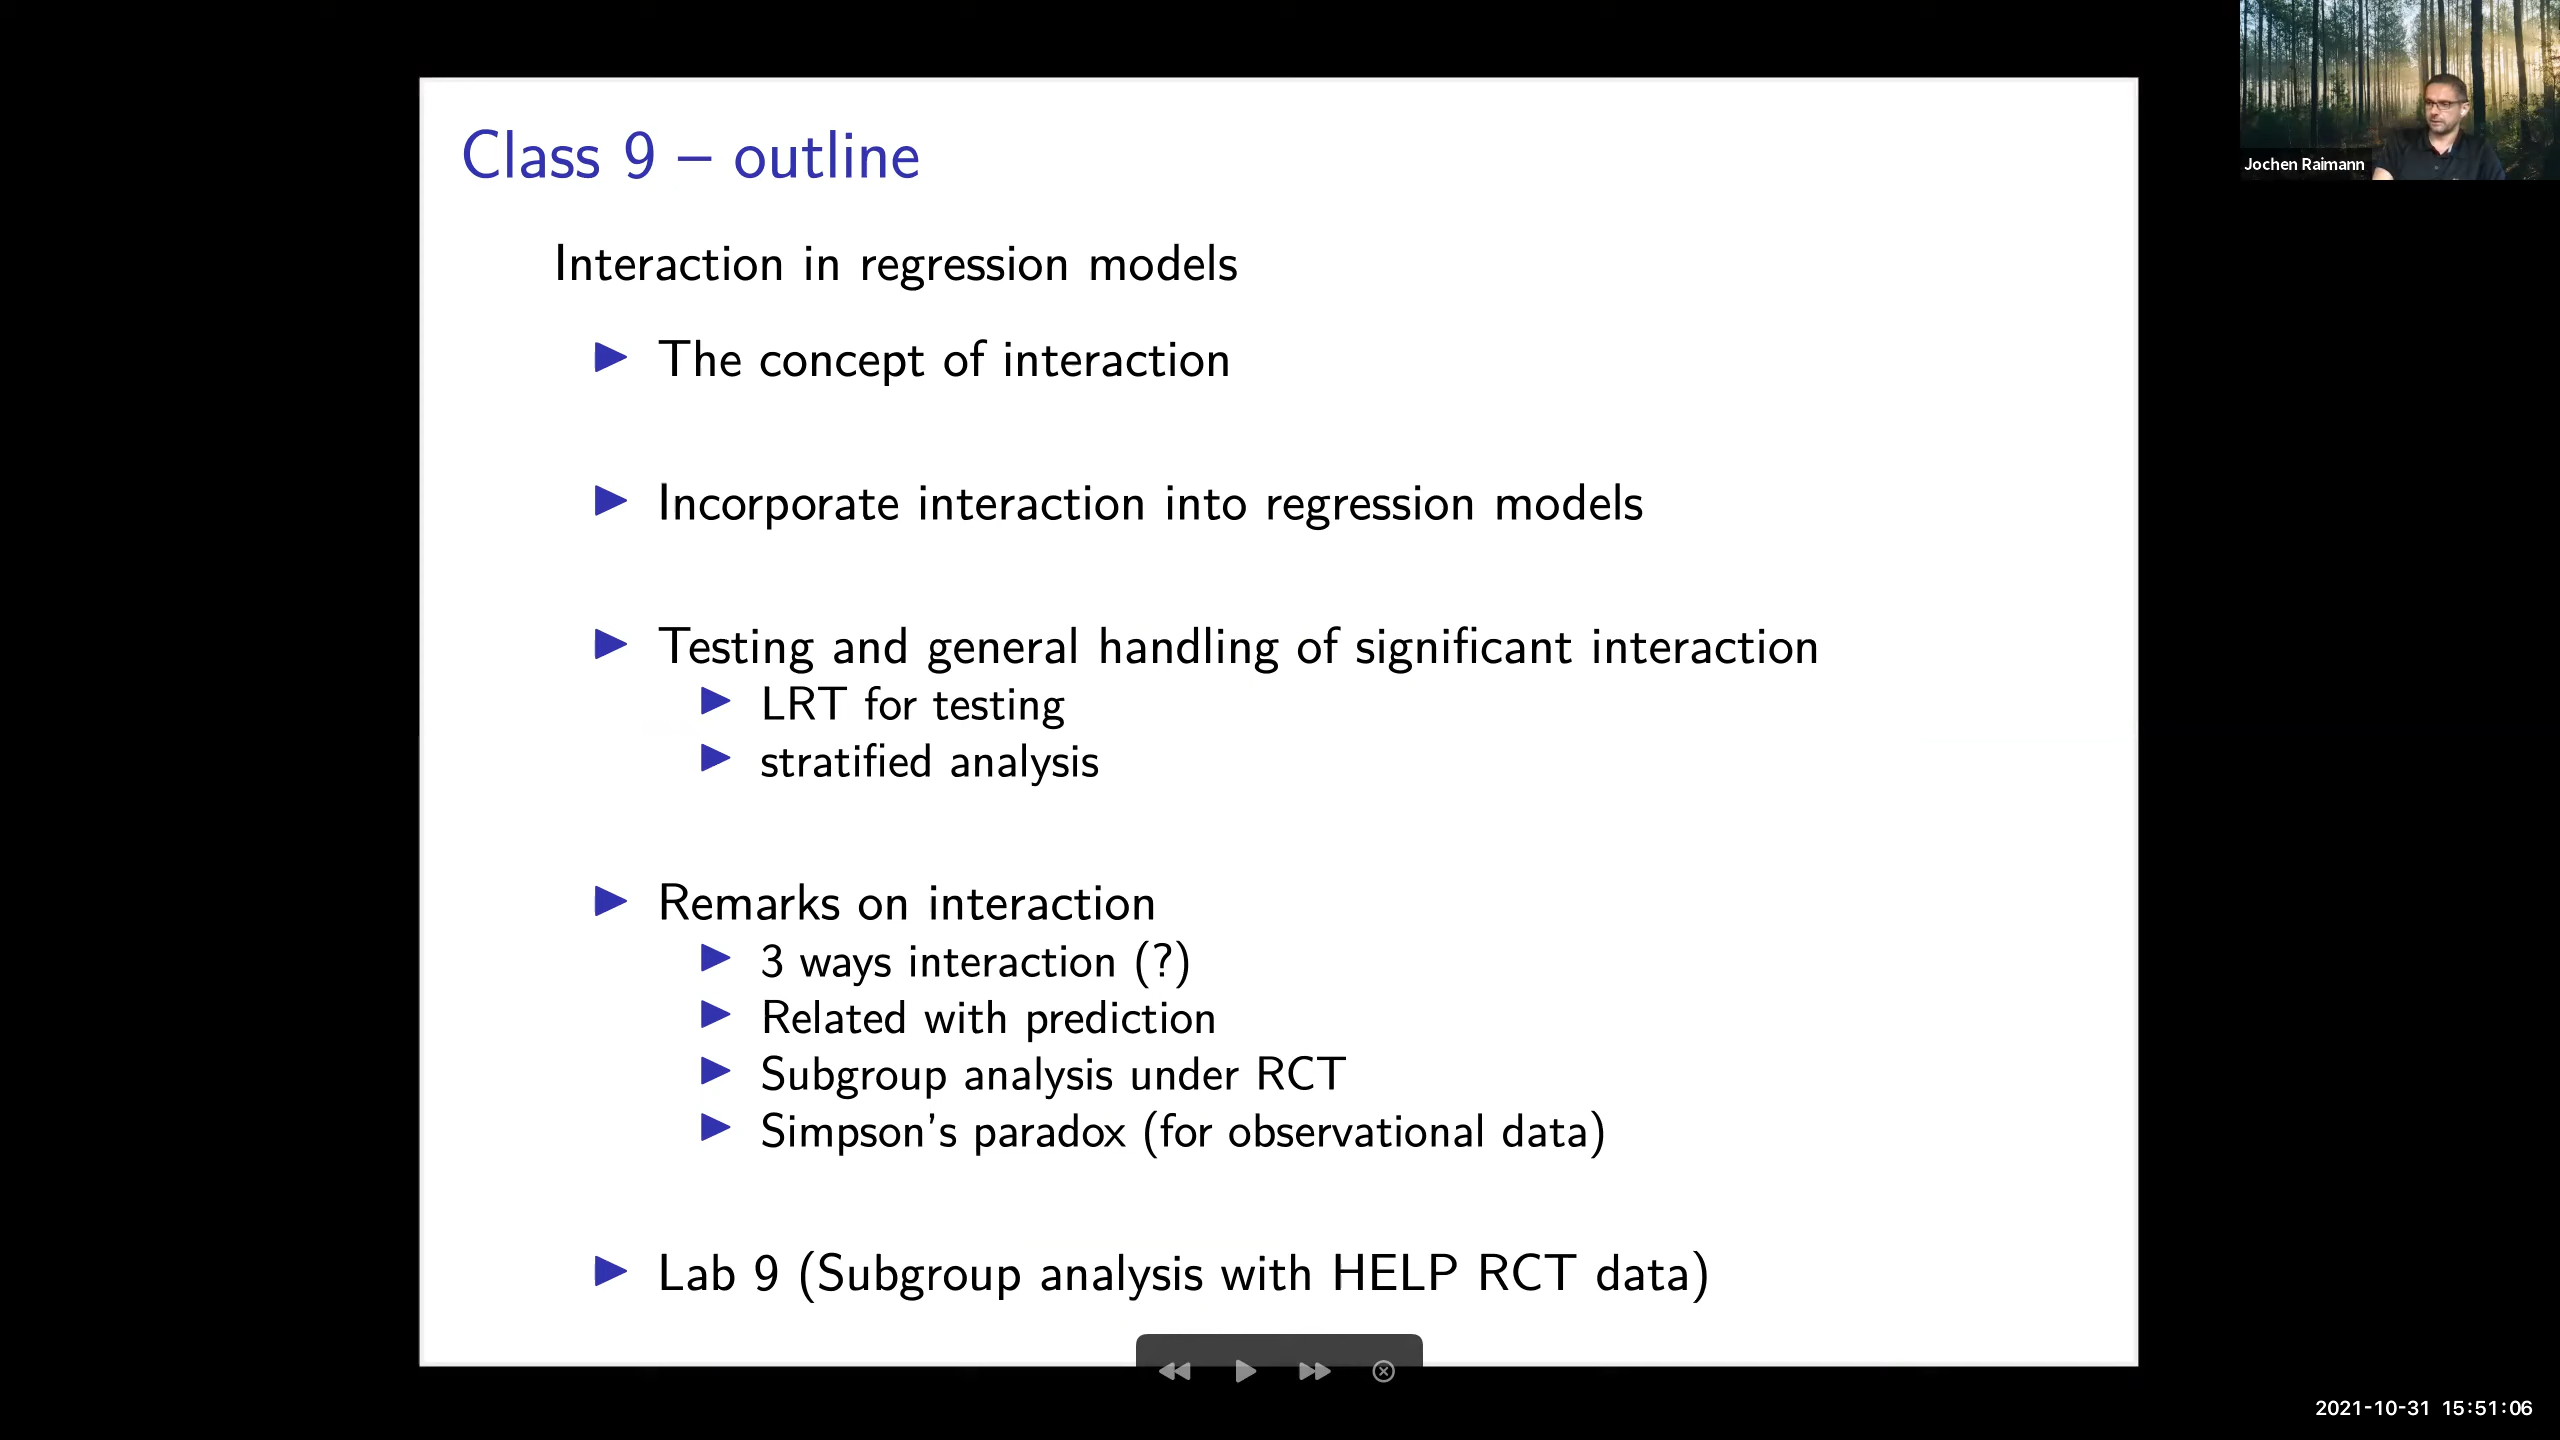 Class 9 – outline
Interaction in regression models
The concept of interaction
Incorporate interaction into regression models
Testing and general handling of significant interaction
LRT for testing
stratified analysis
Remarks on interaction
3 ways interaction (?)
Related with prediction
Subgroup analysis under RCT
Simpson's paradox (for observational data)
Lab 9 (Subgroup analysis with HELP RCT data)
Jochen Raimann
2021-10-31 15:51:06